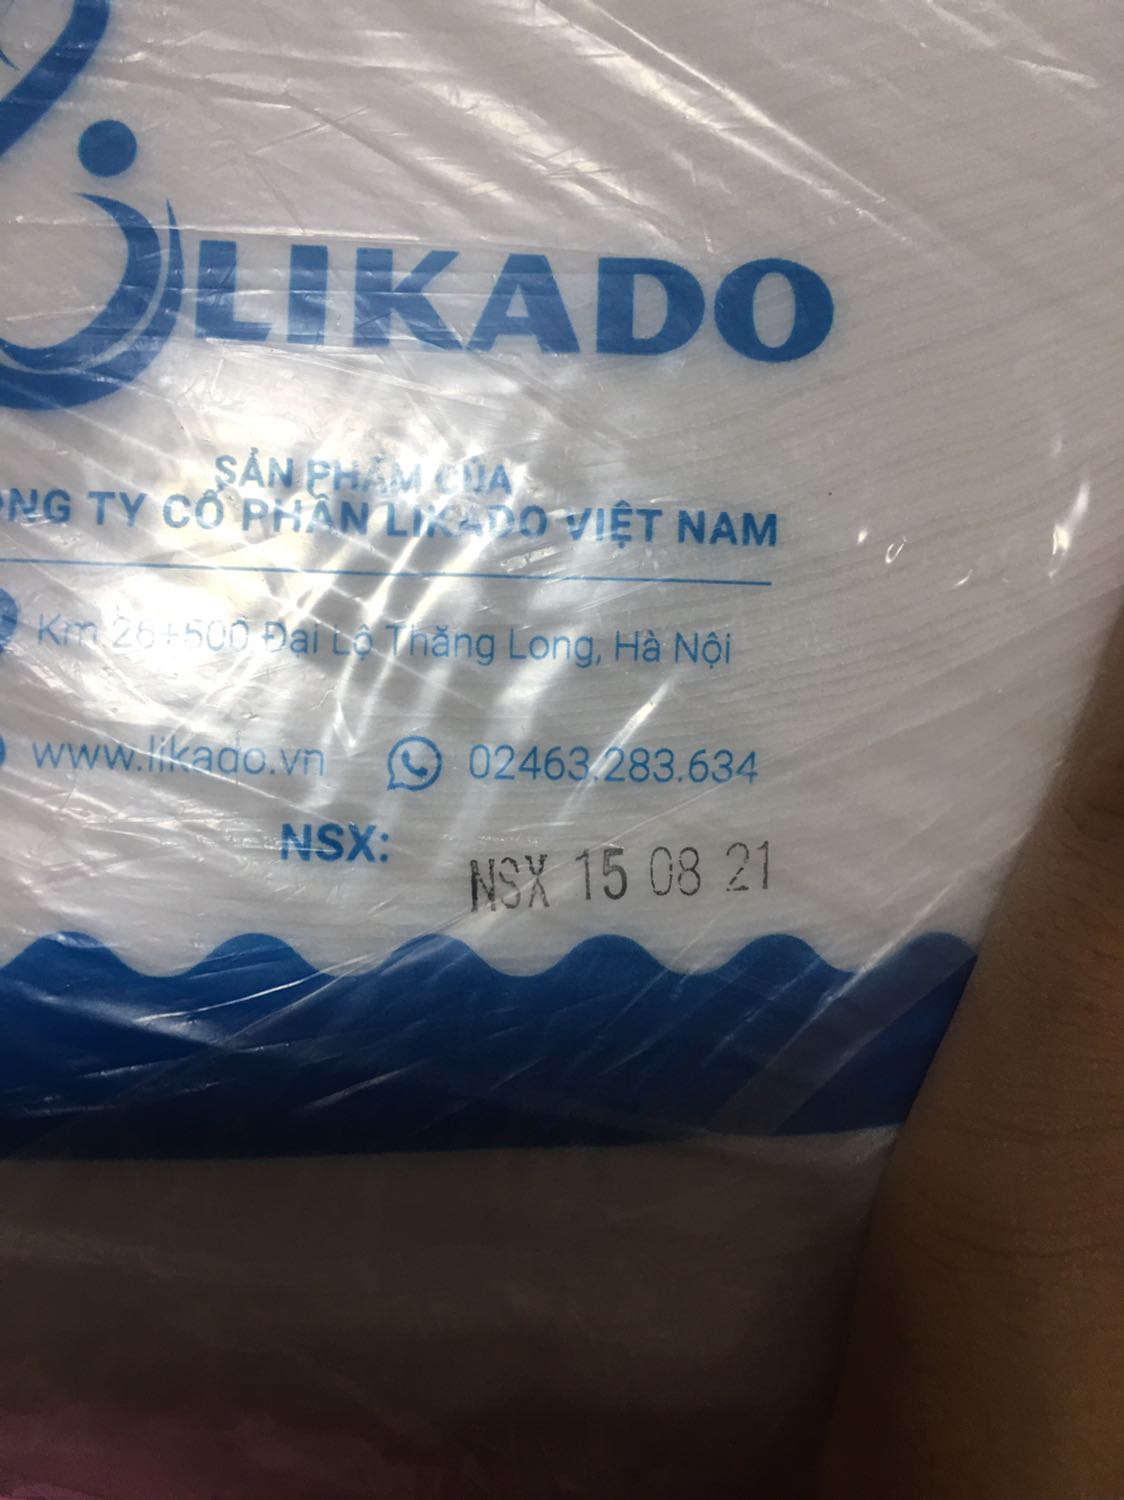 LIKADO
SẢN PHẨM CỦA
NG TY CỔ PHẦN LIKADO VIỆT NAM
Km 26+500 Đại Lộ Thăng Long, Hà Nội
www.likado.vn 02463.283.634
NSX: NSX 15 08 21